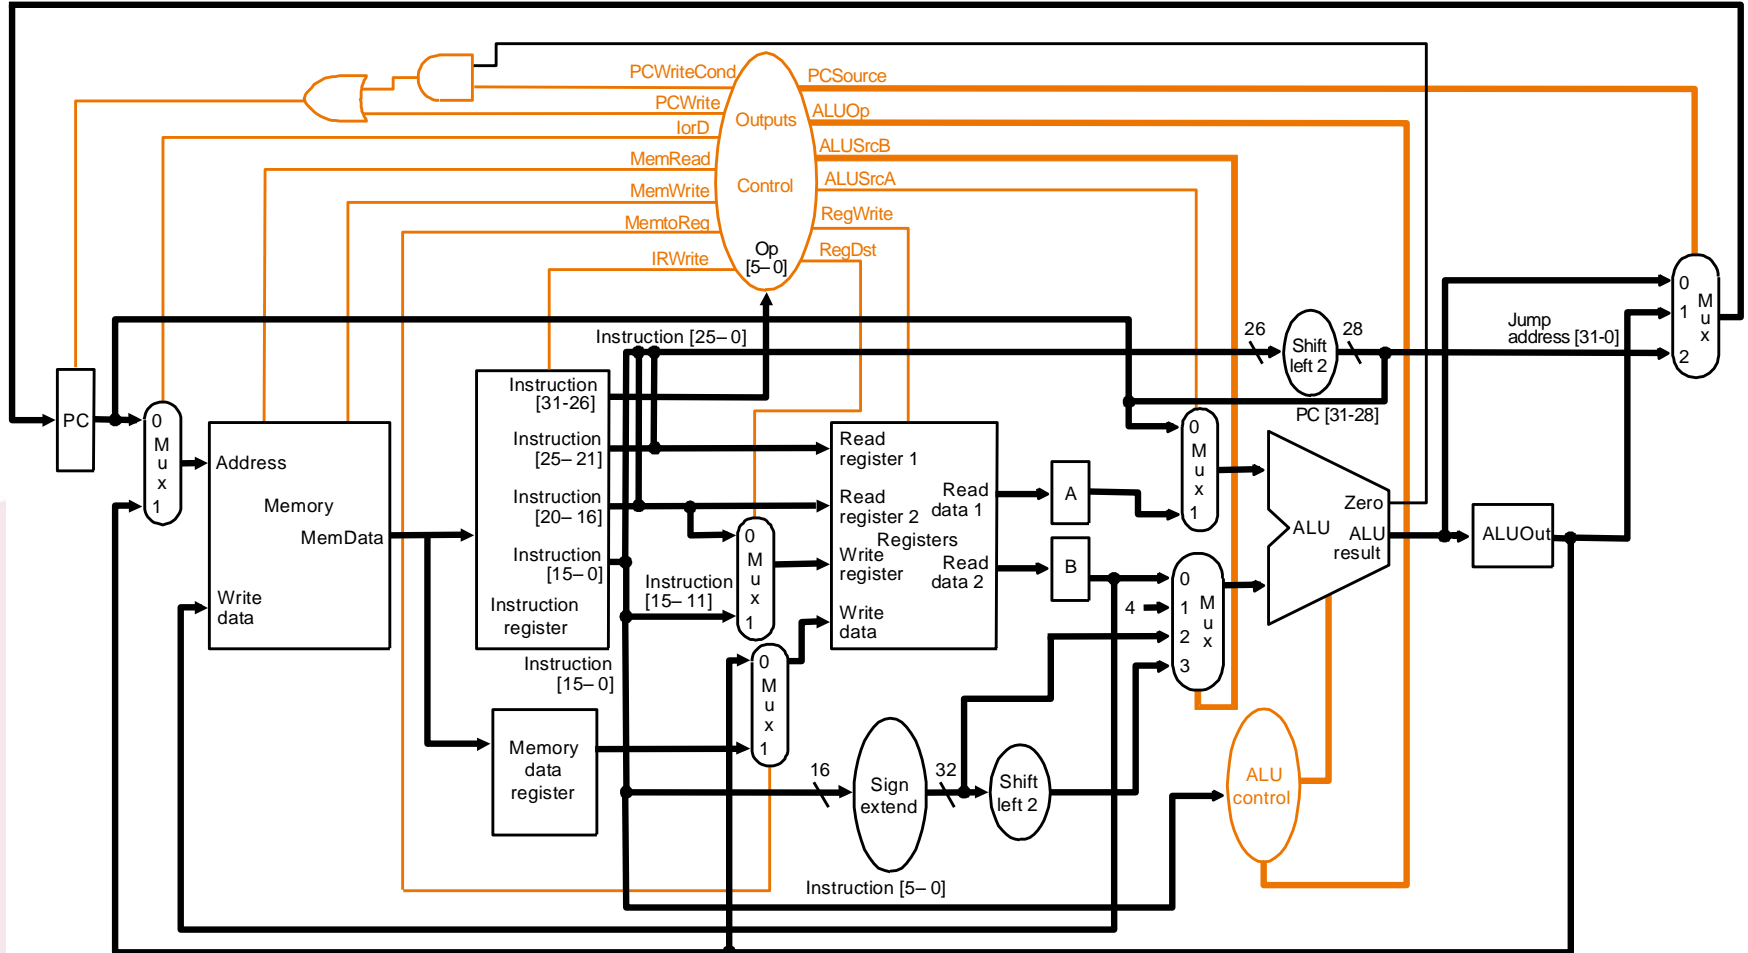 PCWriteCond
PCSource
PCWrite
ALUOp
Outputs
IorD
ALUSrcB
MemRead
ALUSrcA
Control
MemWrite
RegWrite
MemtoReg
Op
[5–0]
RegDst
IRWrite
0
1
2
M
u
x
Jump
address [31-0]
Instruction [25–0]
26
Shift
left 2
28
PC [31-28]
PC
0
M
u
x
1
Address
Memory
MemData
Write
data
Instruction
[31-26]
Instruction
[25–21]
Instruction
[20–16]
Instruction
[15–0]
Instruction
register
Instruction
[15–0]
Instruction
[15–11]
0
M
u
x
1
Read
register 1
Read
register 2
Registers
Write
register
Write
data
Read
data 1
Read
data 2
A
B
0
M
u
x
1
4
0
1
2
3
M
u
x
Zero
ALU
ALU
result
ALUOut
0
M
u
x
1
Memory
data
register
16
Sign
extend
32
Shift
left 2
ALU
control
Instruction [5–0]